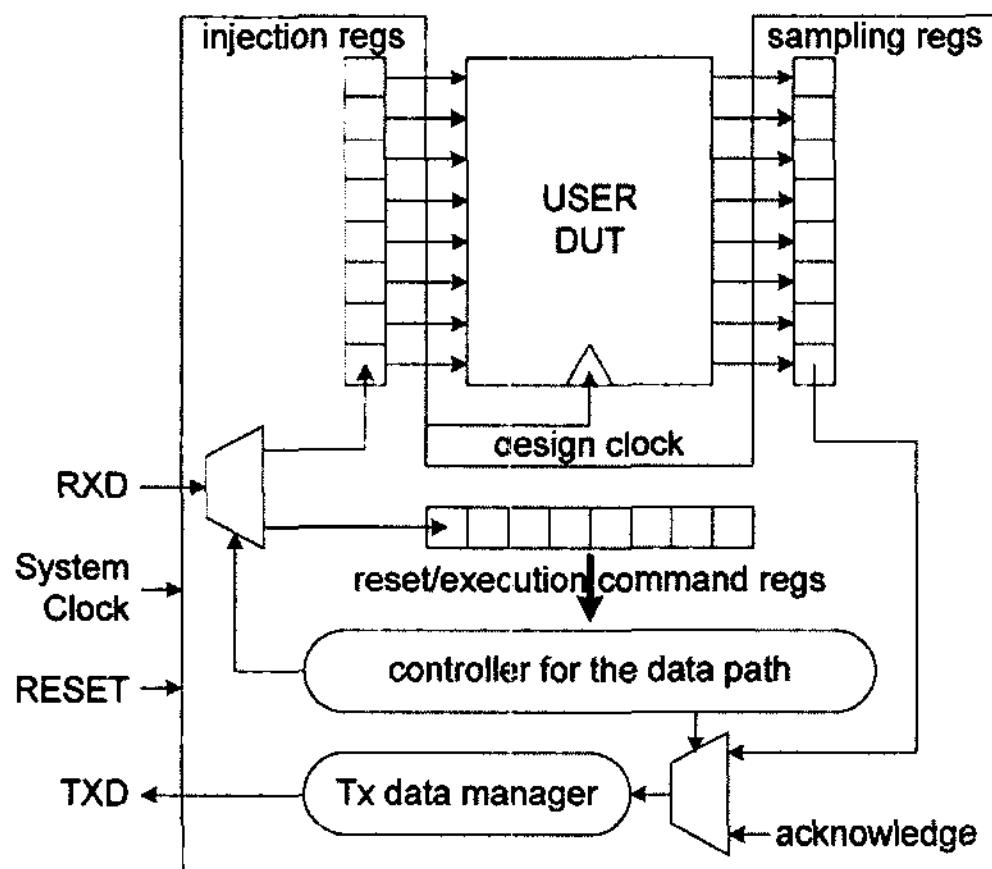 injection regs
sampling regs
USER
DUT
design clock
RXD
System
Clock
reset/execution command regs
RESET
controller for the data path
TXD
Tx data manager
acknowledge